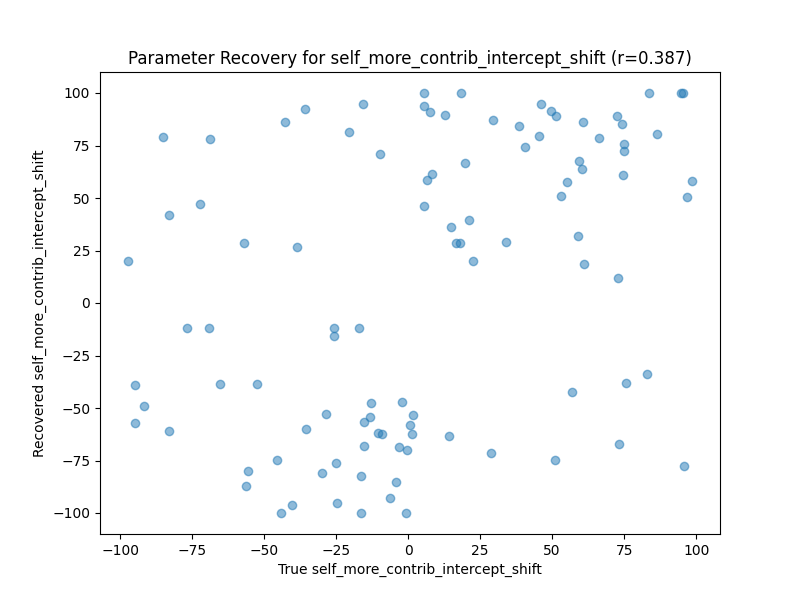 Parameter Recovery for self_more_contrib_intercept_shift (r=0.387)
Recovered self_more_contrib_intercept_shift
100
75
50
25
0
−25
−50
−75
−100
−100 −75 −50 −25 0 25 50 75 100
True self_more_contrib_intercept_shift